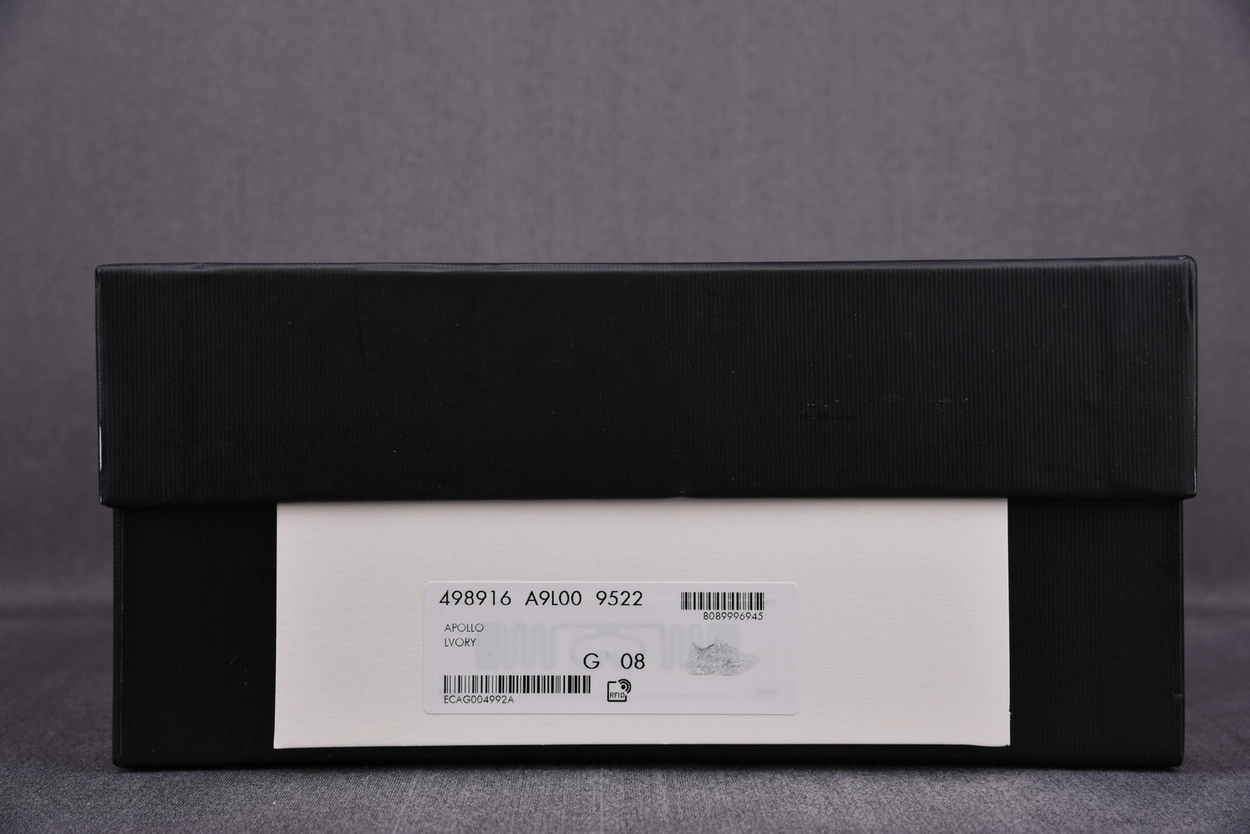 498916 A9L00 9522
8089996945
APOLLO
LVORY
G 08
ECAG004992A
RFID